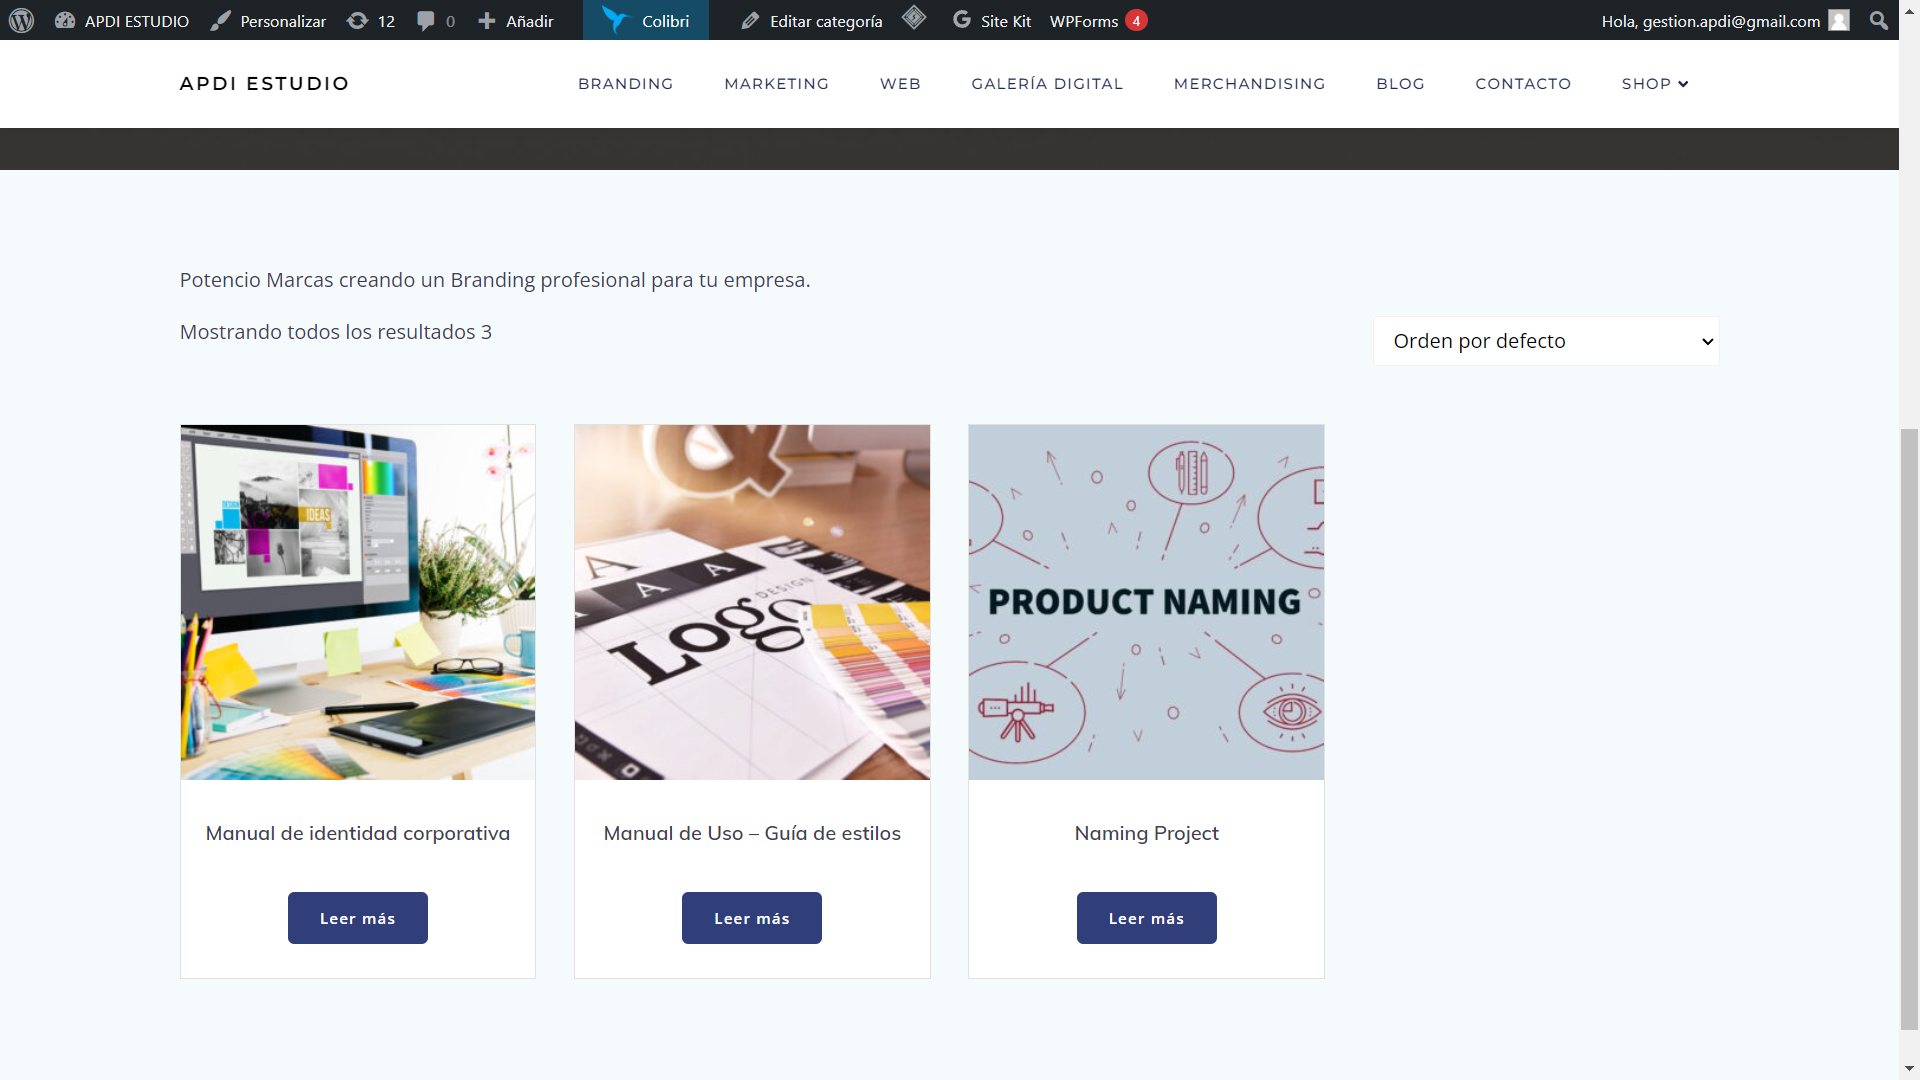 APDI ESTUDIO Personalizar 12 0 Añadir Colibri Editar categoría Site Kit WPForms 4 Hola, gestion.apdi@gmail.com
APDI ESTUDIO BRANDING MARKETING WEB GALERÍA DIGITAL MERCHANDISING BLOG CONTACTO SHOP
Potencio Marcas creando un Branding profesional para tu empresa.
Mostrando todos los resultados 3
Orden por defecto
DESIGN
IDEAS
A
A A
DESIGN
Logo
go
PRODUCT NAMING
Manual de identidad corporativa
Manual de Uso – Guía de estilos
Naming Project
Leer más
Leer más
Leer más